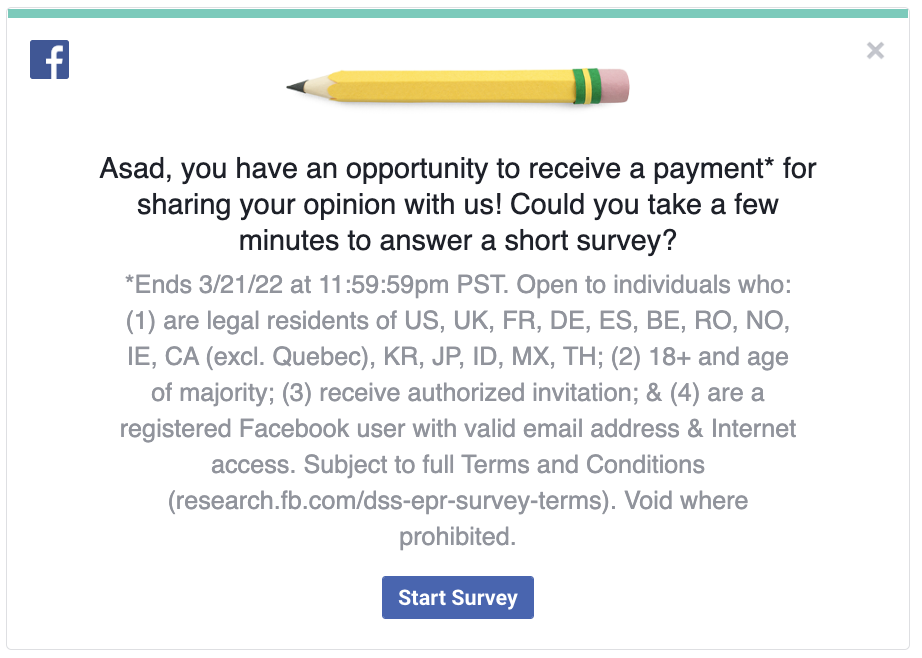 Asad, you have an opportunity to receive a payment* for
sharing your opinion with us! Could you take a few
minutes to answer a short survey?
*Ends 3/21/22 at 11:59:59pm PST. Open to individuals who:
(1) are legal residents of US, UK, FR, DE, ES, BE, RO, NO,
IE, CA (excl. Quebec), KR, JP, ID, MX, TH; (2) 18+ and age
of majority; (3) receive authorized invitation; & (4) are a
registered Facebook user with valid email address & Internet
access. Subject to full Terms and Conditions
(research.fb.com/dss-epr-survey-terms). Void where
prohibited.
Start Survey